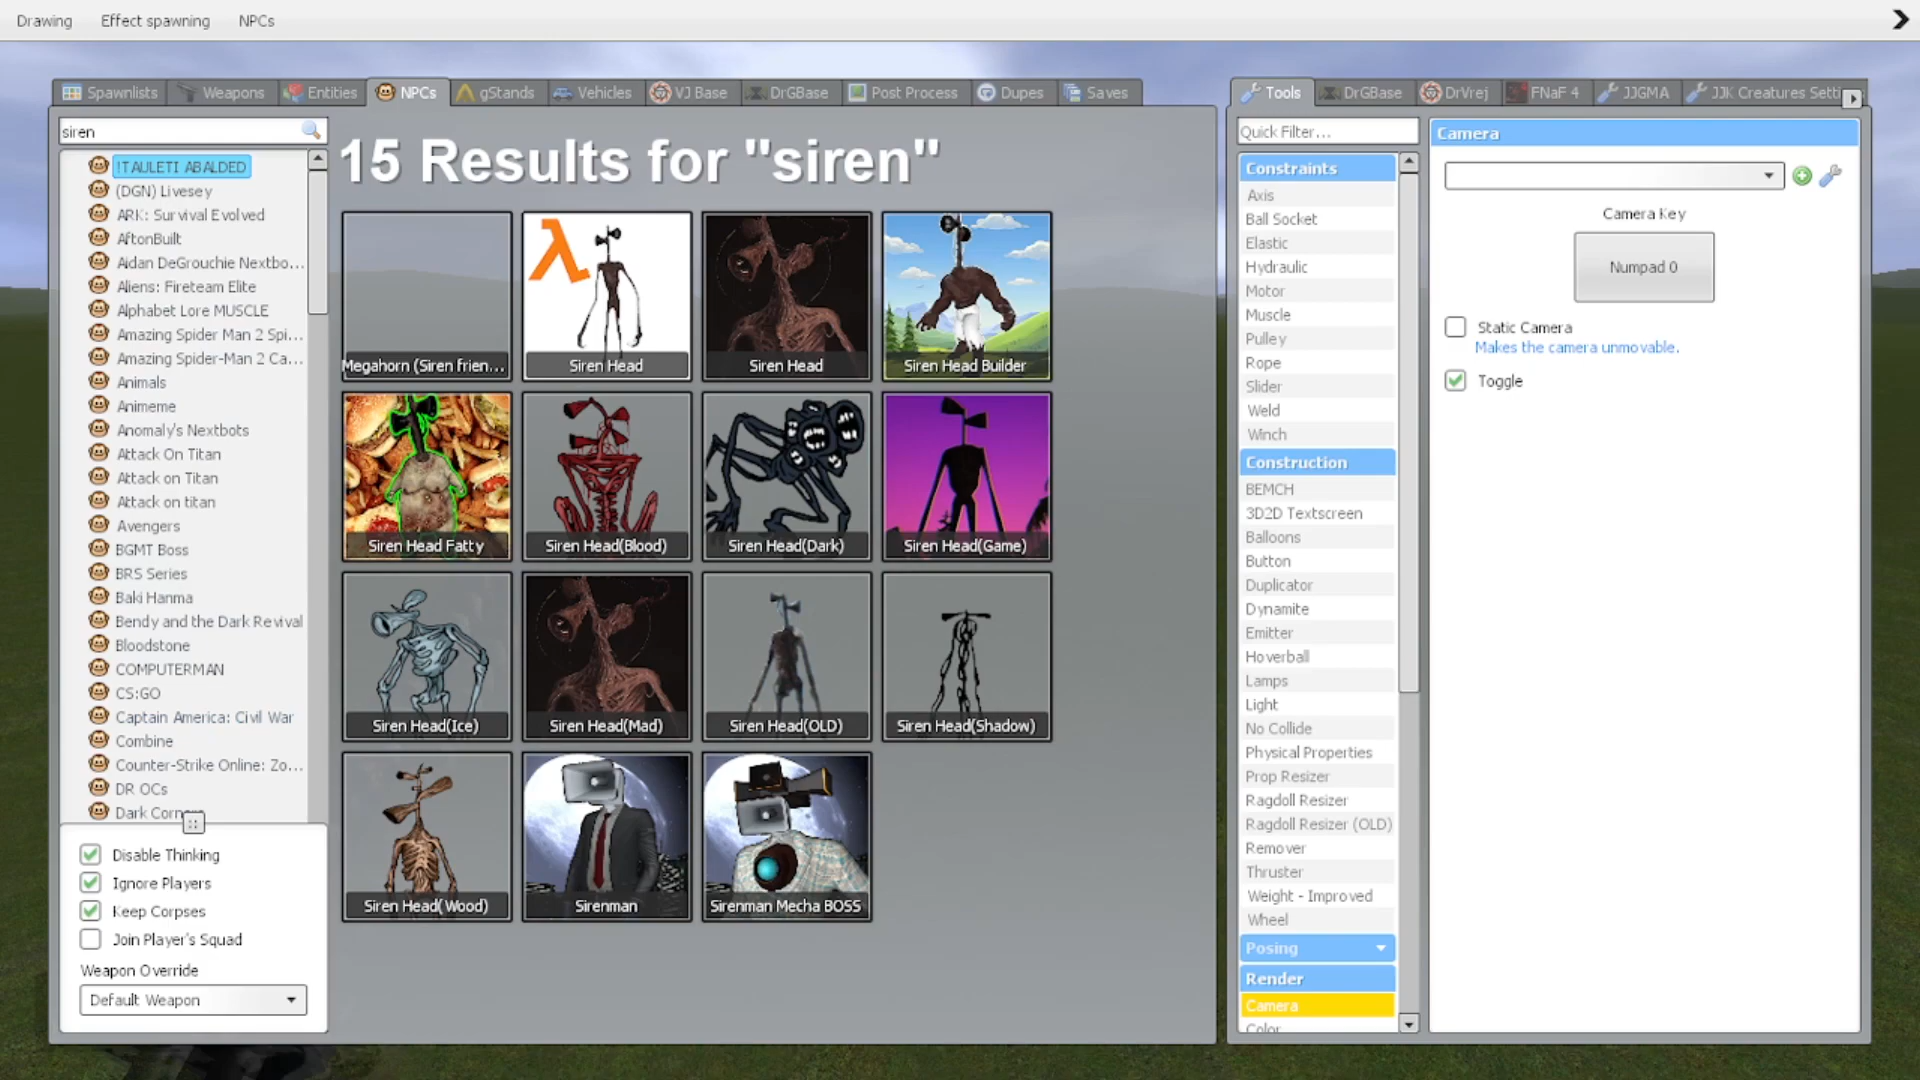 Drawing Effect spawning NPCs
Spawnlists Weapons Entities NPCs gStands Vehicles VJ Base DrGBase Post Process Dupes Saves
siren
!TAULETI ABALDED
(DGN) Livesey
ARK: Survival Evolved
AftonBuilt
Aidan DeGrouchie Nextbo...
Aliens: Fireteam Elite
Alphabet Lore MUSCLE
Amazing Spider Man 2 Spi...
Amazing Spider-Man 2 Ca...
Animals
Animeme
Anomaly's Nextbots
Attack On Titan
Attack on Titan
Attack on titan
Avengers
BGMT Boss
BRS Series
Baki Hanma
Bendy and the Dark Revival
Bloodstone
COMPUTERMAN
CS:GO
Captain America: Civil War
Combine
Counter-Strike Online: Zo...
DR OCs
Dark
Disable Thinking
Ignore Players
Keep Corpses
Join Player's Squad
Weapon Override
Default Weapon
15 Results for "siren"
Megahorn (Siren frien... Siren Head Siren Head Siren Head Builder
Siren Head Fatty Siren Head(Blood) Siren Head(Dark) Siren Head(Game)
Siren Head(Ice) Siren Head(Mad) Siren Head(OLD) Siren Head(Shadow)
Siren Head(Wood) Sirenman Sirenman Mecha BOSS
Tools DrGBase DrVrej FNaF 4 JJGMA JJK Creatures Setti
Quick Filter...
Constraints
Axis
Ball Socket
Elastic
Hydraulic
Motor
Muscle
Pulley
Rope
Slider
Weld
Winch
Construction
BEMCH
3D2D Textscreen
Balloons
Button
Duplicator
Dynamite
Emitter
Hoverball
Lamps
Light
No Collide
Physical Properties
Prop Resizer
Ragdoll Resizer
Ragdoll Resizer (OLD)
Remover
Thruster
Weight - Improved
Wheel
Posing
Render
Camera
Color
Camera
Camera Key
Numpad 0
Static Camera
Makes the camera unmovable.
Toggle